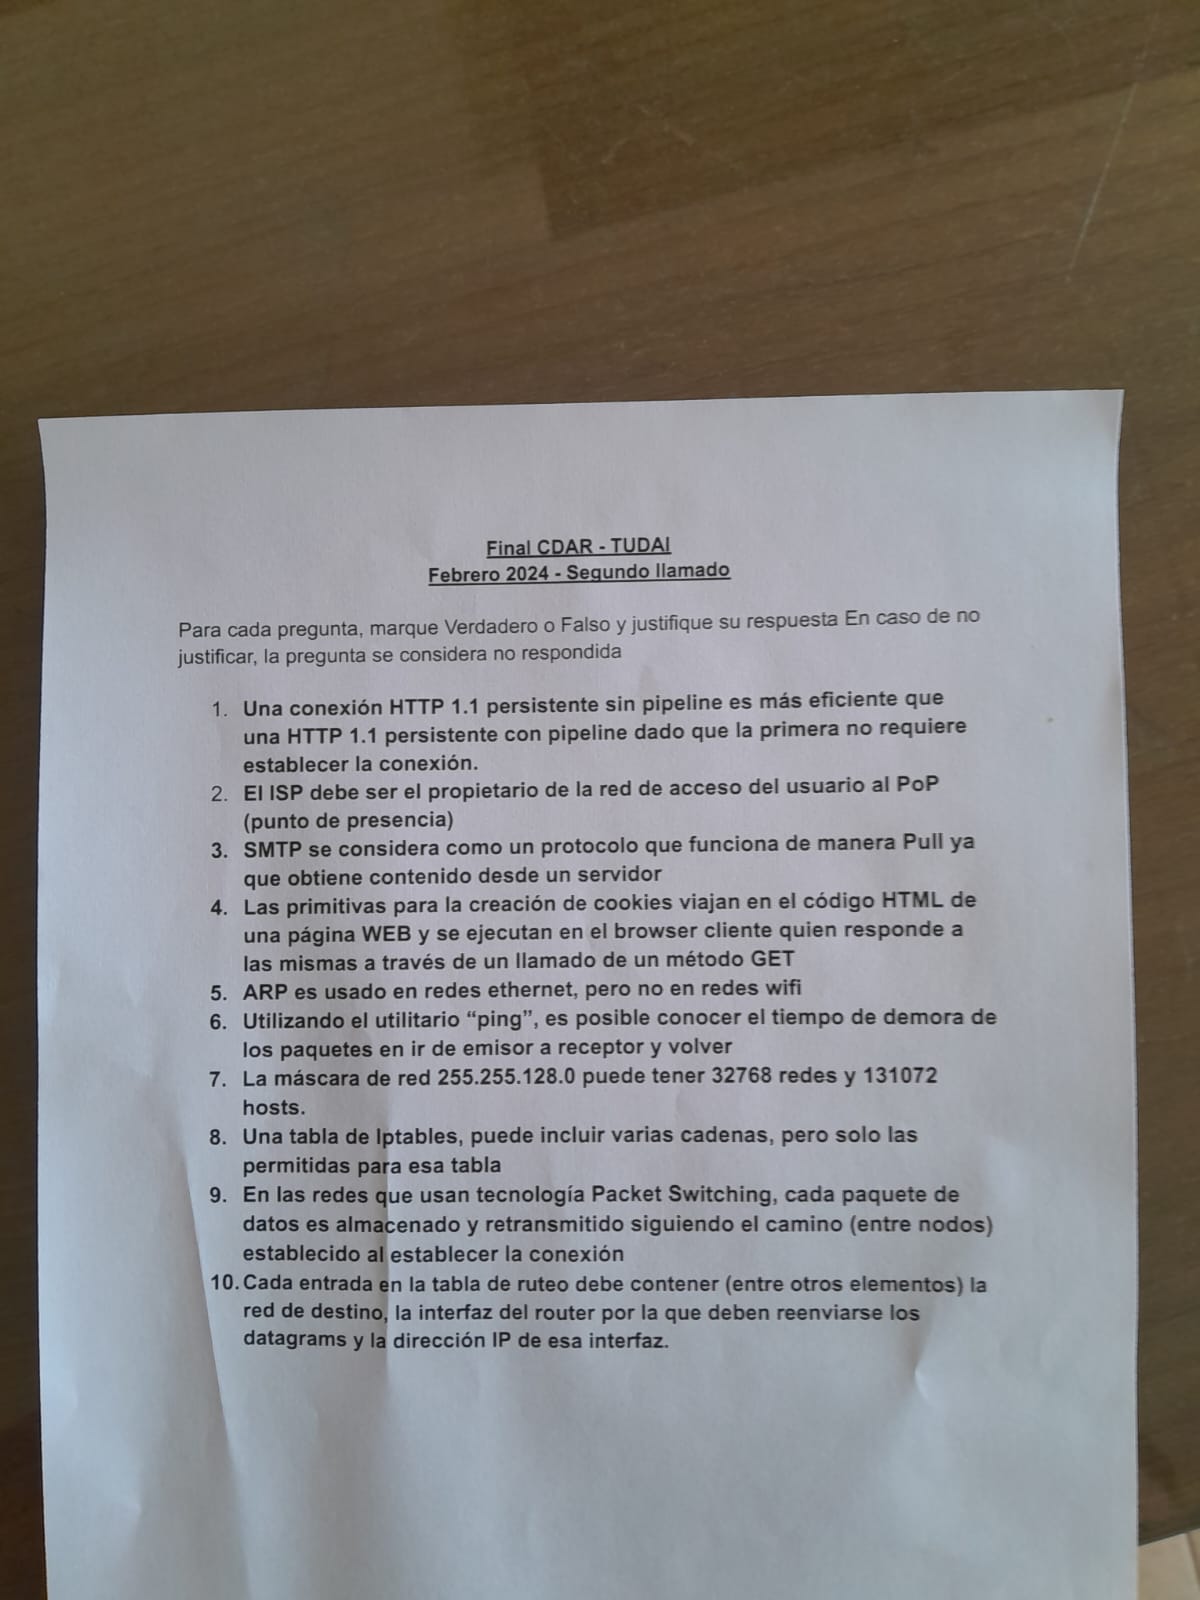 Final CDAR - TUDAI
Febrero 2024 - Segundo llamado
Para cada pregunta, marque Verdadero o Falso y justifique su respuesta En caso de no
justificar, la pregunta se considera no respondida
1. Una conexión HTTP 1.1 persistente sin pipeline es más eficiente que
una HTTP 1.1 persistente con pipeline dado que la primera no requiere
establecer la conexión.
2. El ISP debe ser el propietario de la red de acceso del usuario al PoP
(punto de presencia)
3. SMTP se considera como un protocolo que funciona de manera Pull ya
que obtiene contenido desde un servidor
4. Las primitivas para la creación de cookies viajan en el código HTML de
una página WEB y se ejecutan en el browser cliente quien responde a
las mismas a través de un llamado de un método GET
5. ARP es usado en redes ethernet, pero no en redes wifi
6. Utilizando el utilitario “ping”, es posible conocer el tiempo de demora de
los paquetes en ir de emisor a receptor y volver
7. La máscara de red 255.255.128.0 puede tener 32768 redes y 131072
hosts.
8. Una tabla de Iptables, puede incluir varias cadenas, pero solo las
permitidas para esa tabla
9. En las redes que usan tecnología Packet Switching, cada paquete de
datos es almacenado y retransmitido siguiendo el camino (entre nodos)
establecido al establecer la conexión
10. Cada entrada en la tabla de ruteo debe contener (entre otros elementos) la
red de destino, la interfaz del router por la que deben reenviarse los
datagrams y la dirección IP de esa interfaz.